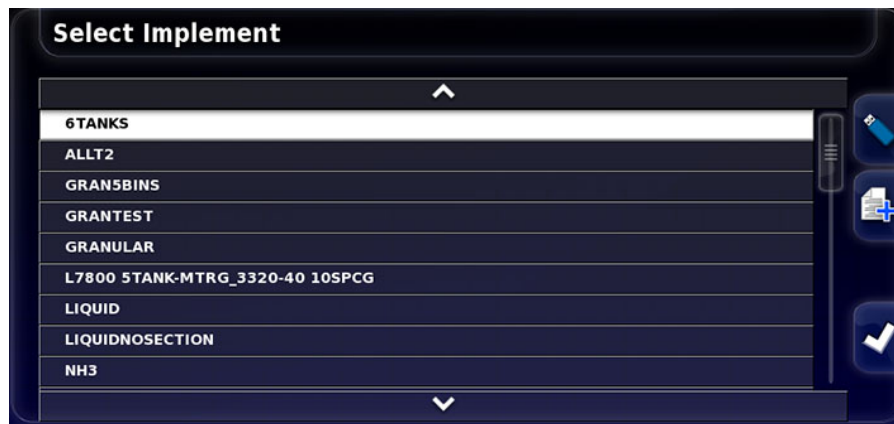 Select Implement
6TANKS
ALLT2
GRAN5BINS
GRANTEST
GRANULAR
L7800 5TANK-MTRG_3320-40 10SPCG
LIQUID
LIQUIDNOSECTION
NH3